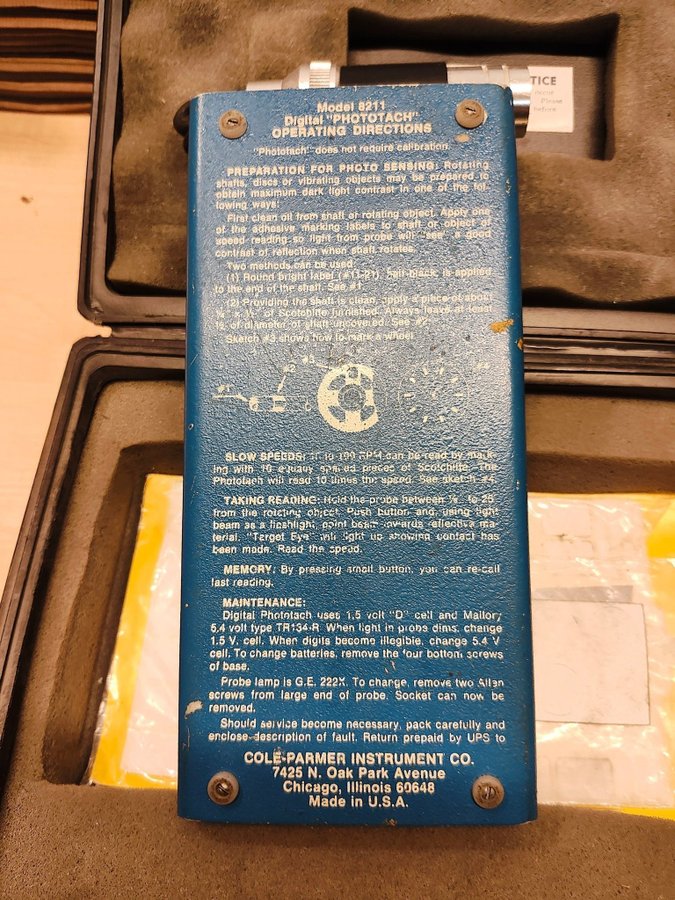 TICE
Please
before
Model 8211
Digital "PHOTOTACH"
OPERATING DIRECTIONS
"Phototach" does not require calibration.
PREPARATION FOR PHOTO SENSING: Rotating
shafts, discs or vibrating objects may be prepared to
obtain maximum dark light contrast in one of the fol-
lowing ways:
First clean oil from shaft or rotating object. Apply one
of the adhesive marking labels to shaft or object of
speed reading so light from probe will "see" a good
contrast of reflection when shaft rotates.
Two methods can be used:
(1) Round bright label (#11-21), half-black, is applied
to the end of the shaft. See #1.
(2) Providing the shaft is clean, apply a piece of about
of Scotchlite furnished. Always leave at least
of diameter of shaft uncovered. See #2.
Sketch #3 shows how to mark a wheel
#1
#2
#3
SLOW SPEEDS: to 100 RPM can be read by mark-
ing with 10 equally spaced pieces of Scotchlite. The
Phototach will read 10 times the speed. See sketch #4.
TAKING READING: Hold the probe between
from the rotating object. Push button and, using light
beam as a flashlight, point beam towards reflective ma-
terial. "Target Eye" will light up showing contact has
been made. Read the speed.
MEMORY: By pressing small button, you can re-call
last reading.
MAINTENANCE:
Digital Phototach uses 1.5 volt "D" cell and Mallory
5.4 volt type TR134-R. When light in probe dims, change
1.5 V. cell. When digits become illegible, change 5.4 V
cell. To change batteries, remove the four bottom screws
of base.
Probe lamp is G.E. 222X. To change, remove two Allen
screws from large end of probe. Socket can now be
removed.
Should service become necessary, pack carefully and
enclose description of fault. Return prepaid by UPS to
COLE-PARMER INSTRUMENT CO.
7425 N. Oak Park Avenue
Chicago, Illinois 60648
Made in U.S.A.